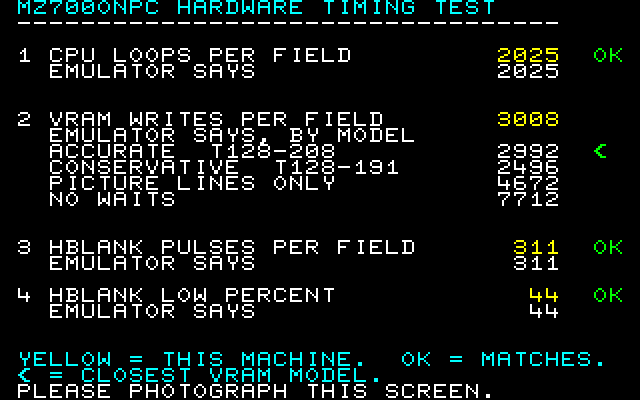 MZ700ONPC HARDWARE TIMING TEST
----------------------------------
1 CPU LOOPS PER FIELD 2025 OK
EMULATOR SAYS 2025
2 VRAM WRITES PER FIELD 3008
EMULATOR SAYS, BY MODEL
ACCURATE T128-208 2992 <
CONSERVATIVE T128-191 2496
PICTURE LINES ONLY 4672
NO WAITS 7712
3 HBLANK PULSES PER FIELD 311 OK
EMULATOR SAYS 311
4 HBLANK LOW PERCENT 44 OK
EMULATOR SAYS 44
YELLOW = THIS MACHINE. OK = MATCHES.
< = CLOSEST VRAM MODEL.
PLEASE PHOTOGRAPH THIS SCREEN.